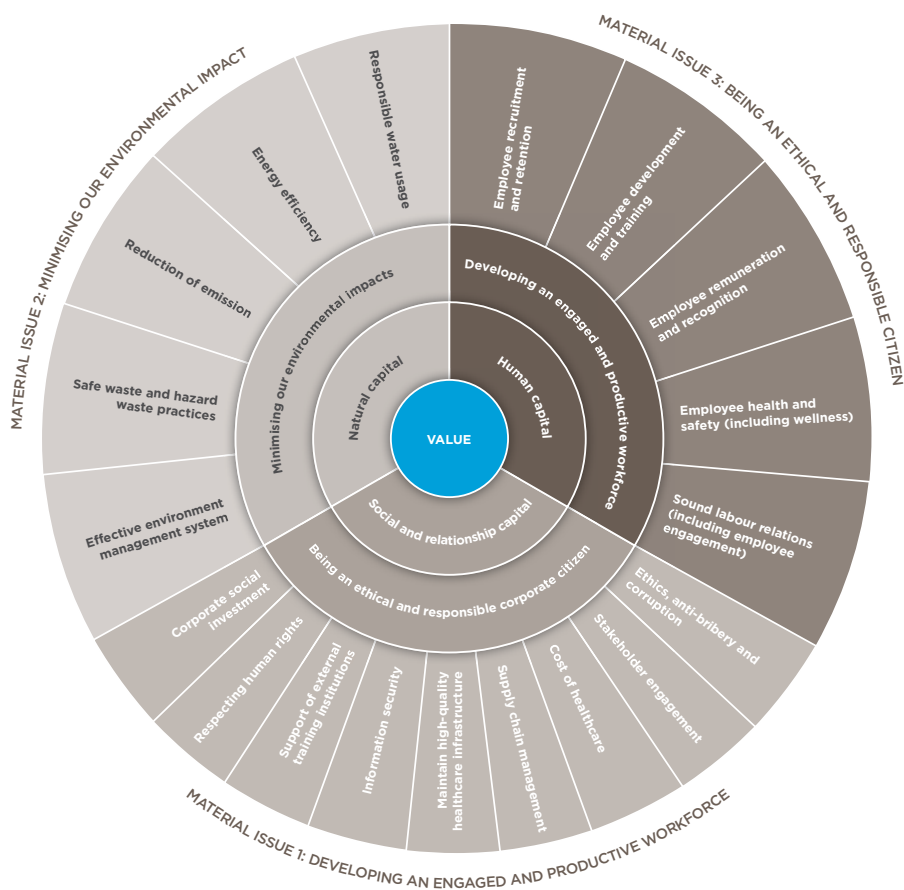 MATERIAL ISSUE 2: MINIMISING OUR ENVIRONMENTAL IMPACT
MATERIAL ISSUE 3: BEING AN ETHICAL AND RESPONSIBLE CITIZEN
MATERIAL ISSUE 1: DEVELOPING AN ENGAGED AND PRODUCTIVE WORKFORCE
VALUE
Natural capital
Human capital
Social and relationship capital
Minimising our environmental impacts
Developing an engaged and productive workforce
Being an ethical and responsible corporate citizen
Employee recruitment
and retention
Employee development
and training
Employee remuneration
and recognition
Employee health and
safety (including wellness)
Sound labour relations
(including employee
engagement)
Ethics, anti-bribery and
corruption
Stakeholder engagement
Cost of healthcare
Supply chain management
Maintain high-quality
healthcare infrastructure
Information security
Support of external
training institutions
Respecting human rights
Corporate social
investment
Effective environment
management system
Safe waste and hazard
waste practices
Reduction of emission
Energy efficiency
Responsible water usage